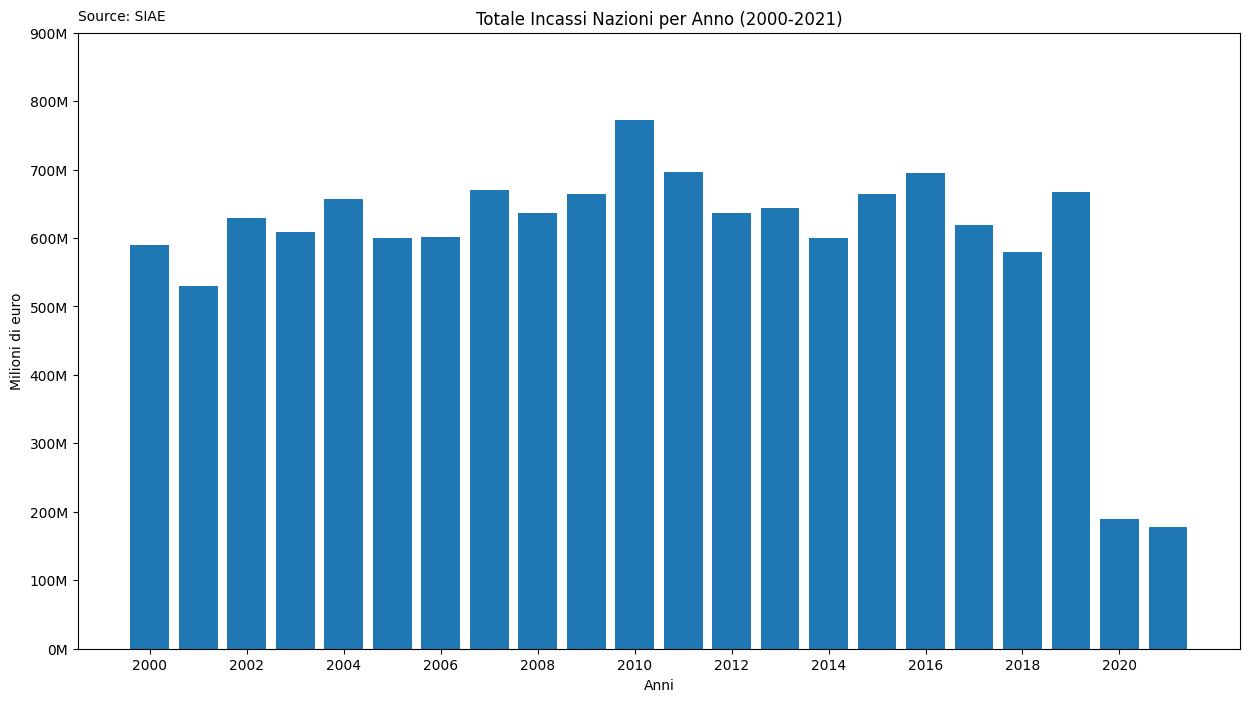 Source: SIAE
Totale Incassi Nazioni per Anno (2000-2021)
900M
800M
700M
600M
500M
400M
300M
200M
100M
0M
Milioni di euro
2000 2002 2004 2006 2008 2010 2012 2014 2016 2018 2020
Anni